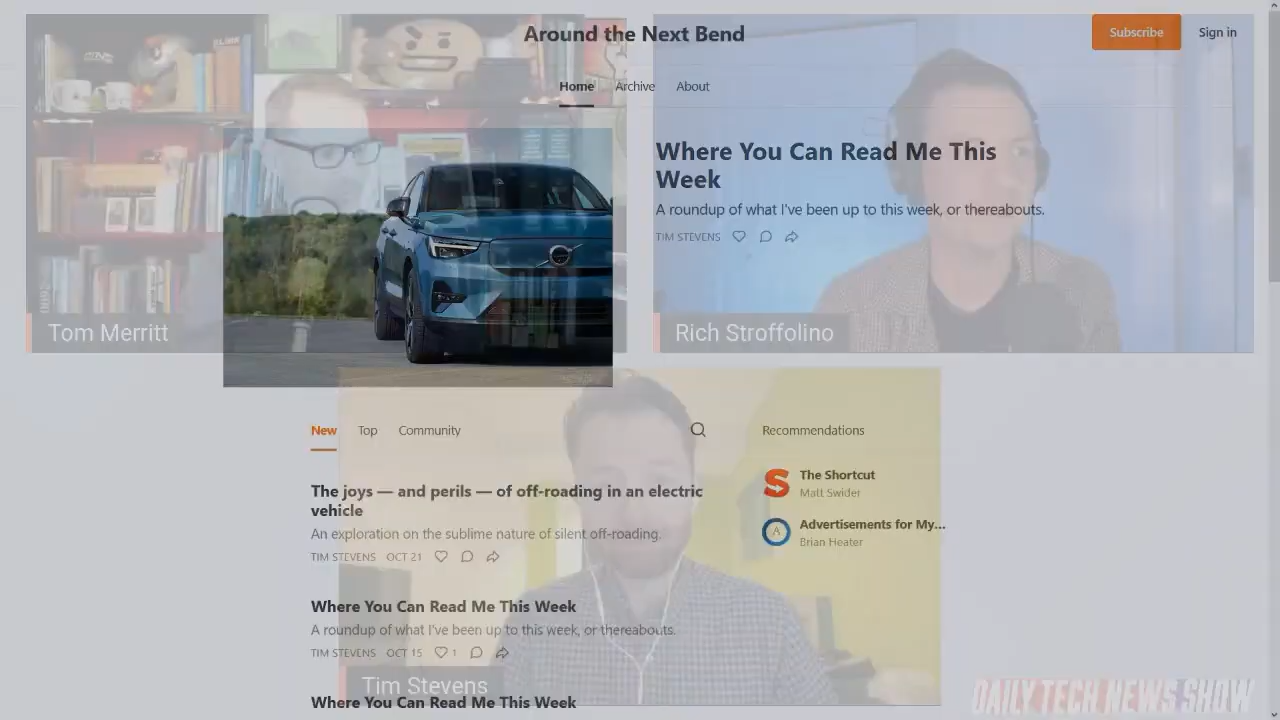 Around the Next Bend
Subscribe
Sign in
Home
Archive
About
Where You Can Read Me This
Week
A roundup of what I've been up to this week, or thereabouts.
TIM STEVENS
Tom Merritt
Rich Stroffolino
New
Top
Community
Recommendations
The joys — and perils — of off-roading in an electric
vehicle
An exploration on the sublime nature of silent off-roading.
TIM STEVENS OCT 21
The Shortcut
Matt Swider
A
Advertisements for My...
Brian Heater
Where You Can Read Me This Week
A roundup of what I've been up to this week, or thereabouts.
TIM STEVENS OCT 15 1
Tim Stevens
Where You Can Read Me This Week
DAILY TECH NEWS SHOW